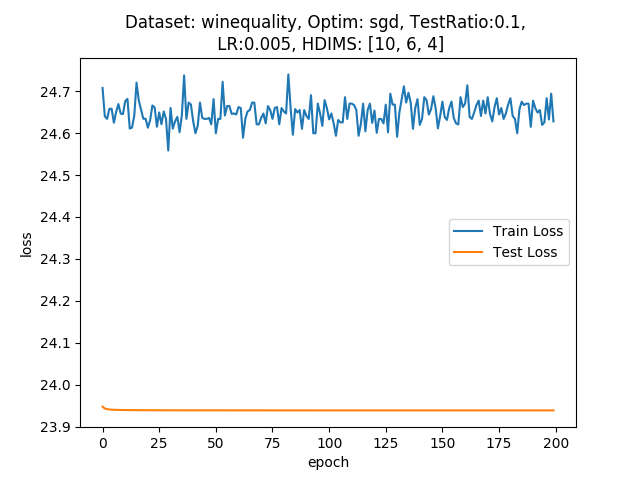 Dataset: winequality, Optim: sgd, TestRatio:0.1,
LR:0.005, HDIMS: [10, 6, 4]
24.7
24.6
24.5
24.4
24.3
24.2
24.1
24.0
23.9
loss
Train Loss
Test Loss
0 25 50 75 100 125 150 175 200
epoch